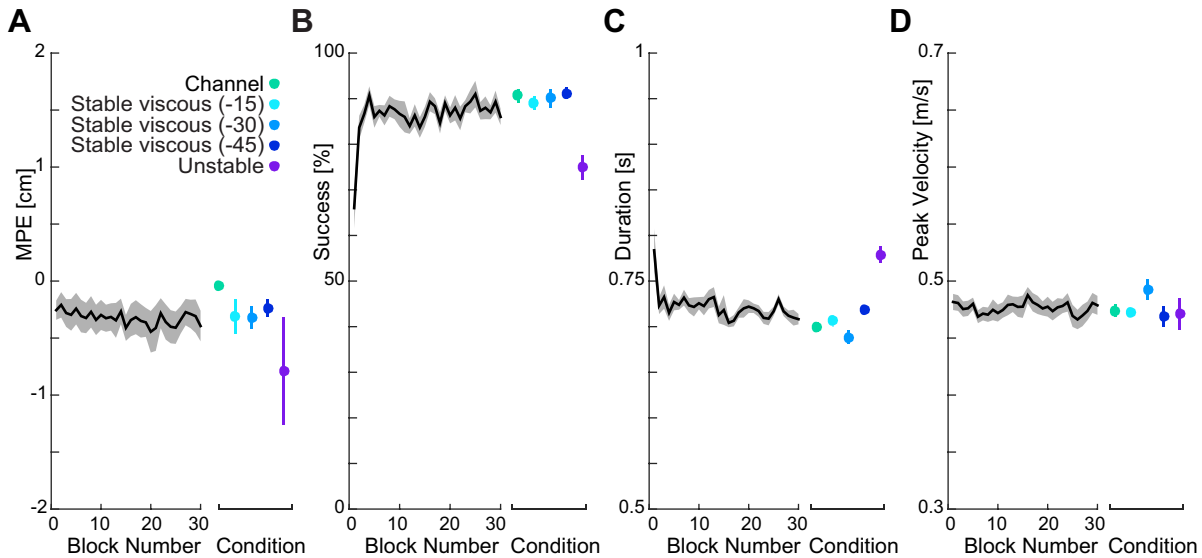 A
MPE [cm]
2
1
0
-1
-2
Channel
Stable viscous (-15)
Stable viscous (-30)
Stable viscous (-45)
Unstable
0 10 20 30
Block Number
Condition
B
Success [%]
100
50
0
0 10 20 30
Block Number
Condition
C
Duration [s]
1
0.75
0.5
0 10 20 30
Block Number
Condition
D
Peak Velocity [m/s]
0.7
0.5
0.3
0 10 20 30
Block Number
Condition